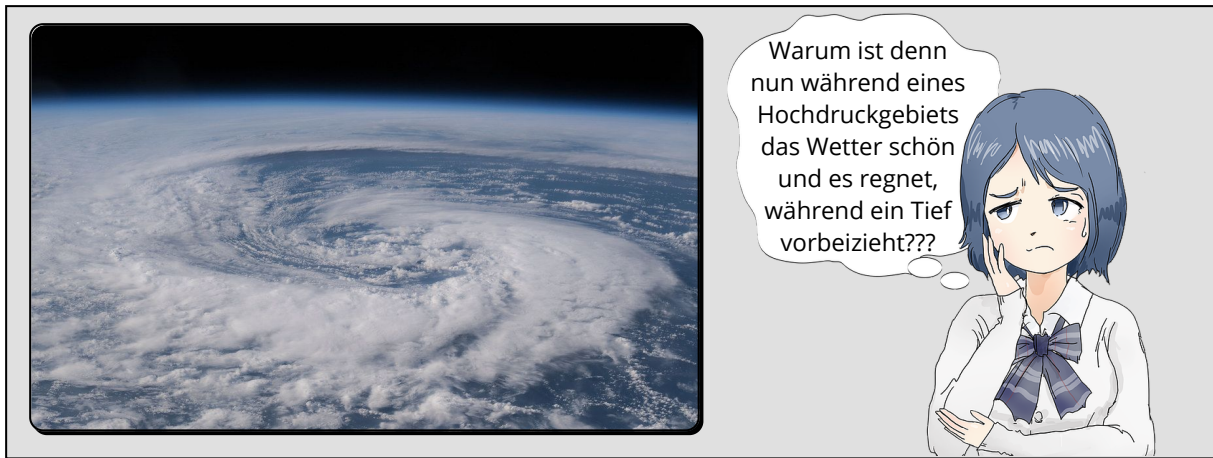 Warum ist denn
nun während eines
Hochdruckgebiets
das Wetter schön
und es regnet,
während ein Tief
vorbeizieht???